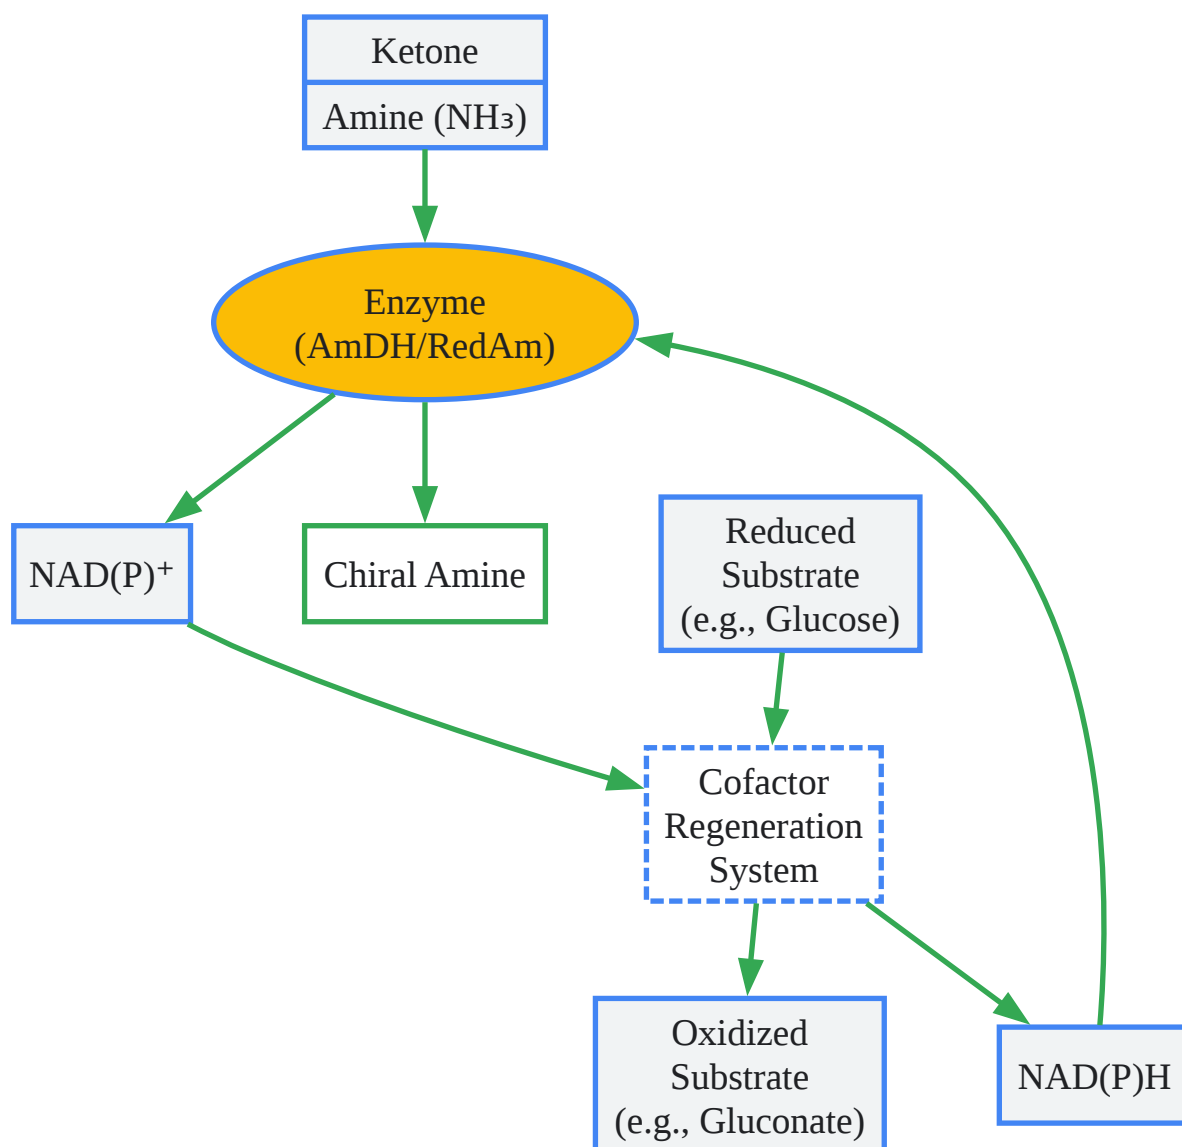 Ketone
Amine (NH₃)
Enzyme
(AmDH/RedAm)
NAD(P)⁺
Chiral Amine
Reduced
Substrate
(e.g., Glucose)
Cofactor
Regeneration
System
Oxidized
Substrate
(e.g., Gluconate)
NAD(P)H